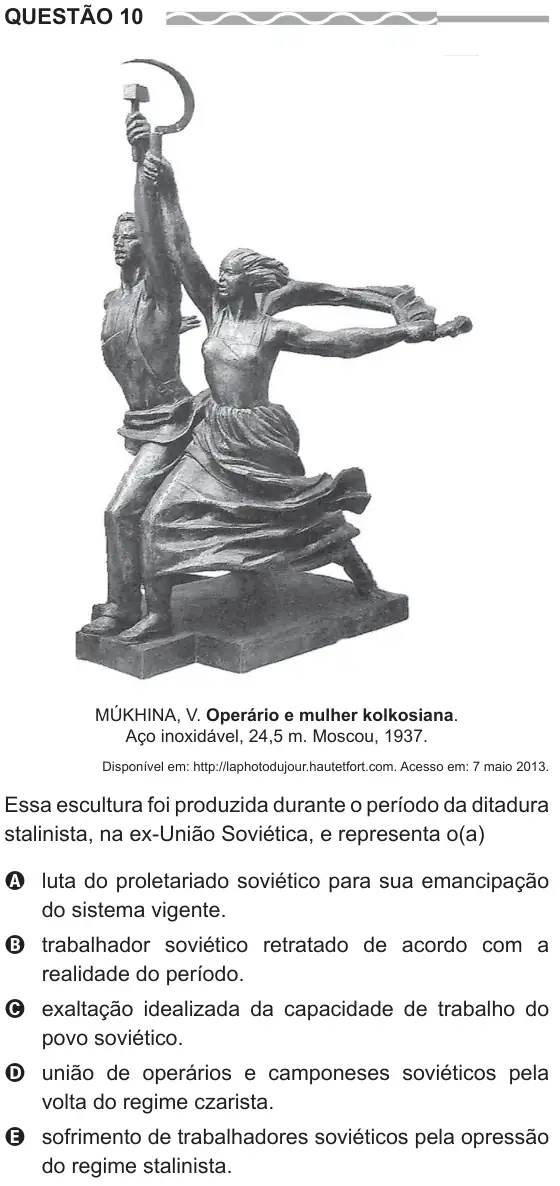 QUESTÃO 10
MÚKHINA, V. Operário e mulher kolkosiana.
Aço inoxidável, 24,5 m. Moscou, 1937.
Disponível em: http://laphotodujour.hautetfort.com. Acesso em: 7 maio 2013.
Essa escultura foi produzida durante o período da ditadura
stalinista, na ex-União Soviética, e representa o(a)
A luta do proletariado soviético para sua emancipação
do sistema vigente.
B trabalhador soviético retratado de acordo com a
realidade do período.
C exaltação idealizada da capacidade de trabalho do
povo soviético.
D união de operários e camponeses soviéticos pela
volta do regime czarista.
E sofrimento de trabalhadores soviéticos pela opressão
do regime stalinista.